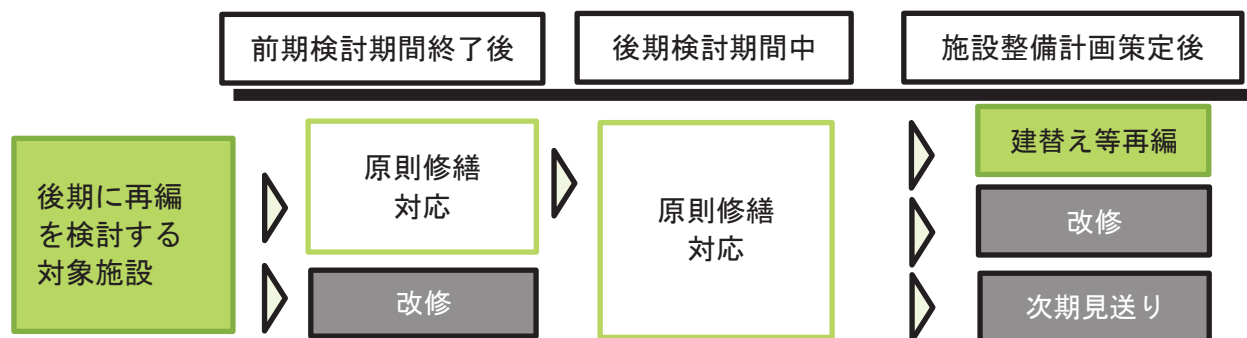 前期検討期間終了後
後期検討期間中
施設整備計画策定後
後期に再編
を検討する
対象施設
原則修繕
対応
改修
原則修繕
対応
建替え等再編
改修
次期見送り